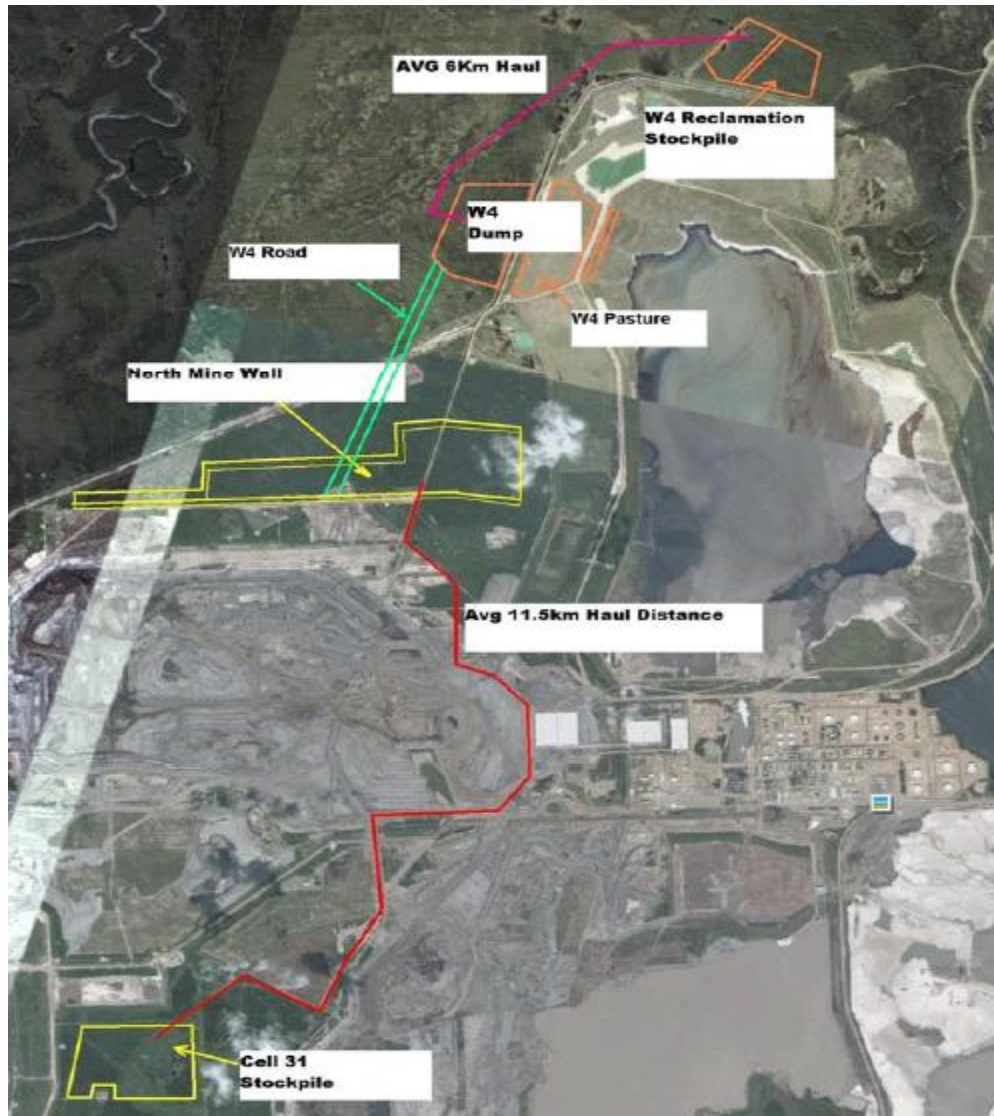 AVG 6Km Haul
W4 Reclamation
Stockpile
W4
Dump
W4 Road
W4 Pasture
North Mine Wall
Avg 11.5km Haul Distance
Cell 31
Stockpile